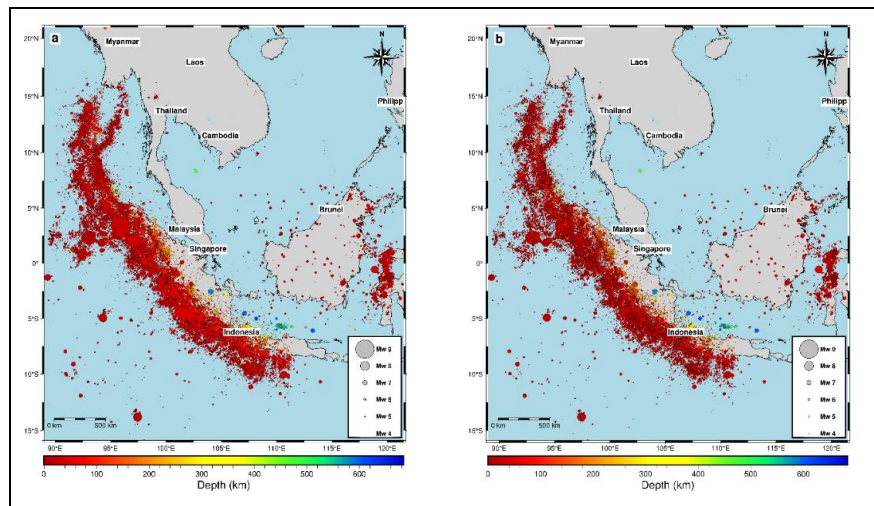 a
N
Myanmar
Laos
Thailand
Philipp
Cambodia
Brunei
Malaysia
Singapore
Indonesia
Mw 9
Mw 8
Mw 7
Mw 6
Mw 5
Mw 4
0 km 500 km
20°N
15°N
10°N
5°N
0°
5°S
10°S
15°S
90°E 95°E 100°E 105°E 110°E 115°E 120°E
0 100 200 300 400 500 600
Depth (km)
b
N
Myanmar
Laos
Thailand
Philipp
Cambodia
Brunei
Malaysia
Singapore
Indonesia
Mw 9
Mw 8
Mw 7
Mw 6
Mw 5
Mw 4
0 km 500 km
20°N
15°N
10°N
5°N
0°
5°S
10°S
15°S
90°E 95°E 100°E 105°E 110°E 115°E 120°E
0 100 200 300 400 500 600
Depth (km)